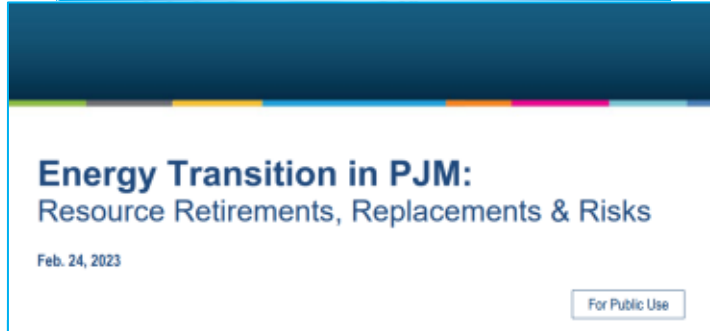 Energy Transition in PJM:
Resource Retirements, Replacements & Risks
Feb. 24, 2023
For Public Use